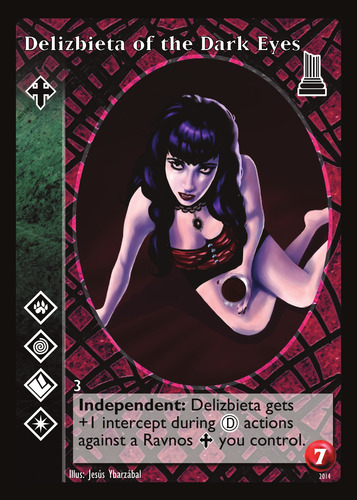 Delizbieta of the Dark Eyes
3
Independent: Delizbieta gets
+1 intercept during Ⓓ actions
against a Ravnos you control.
7
Illus: Jesús Ybarzábal
2014